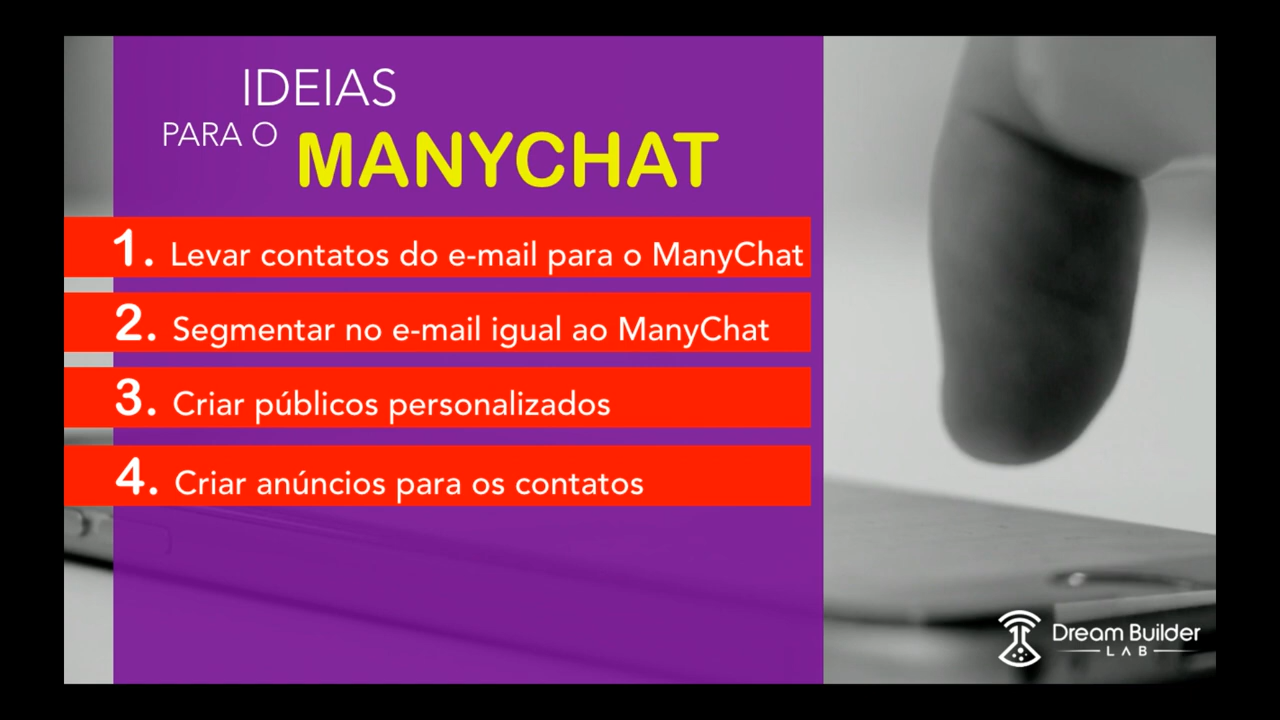 IDEIAS
PARA O MANYCHAT
1. Levar contatos do e-mail para o ManyChat
2. Segmentar no e-mail igual ao ManyChat
3. Criar públicos personalizados
4. Criar anúncios para os contatos
Dream Builder
LAB